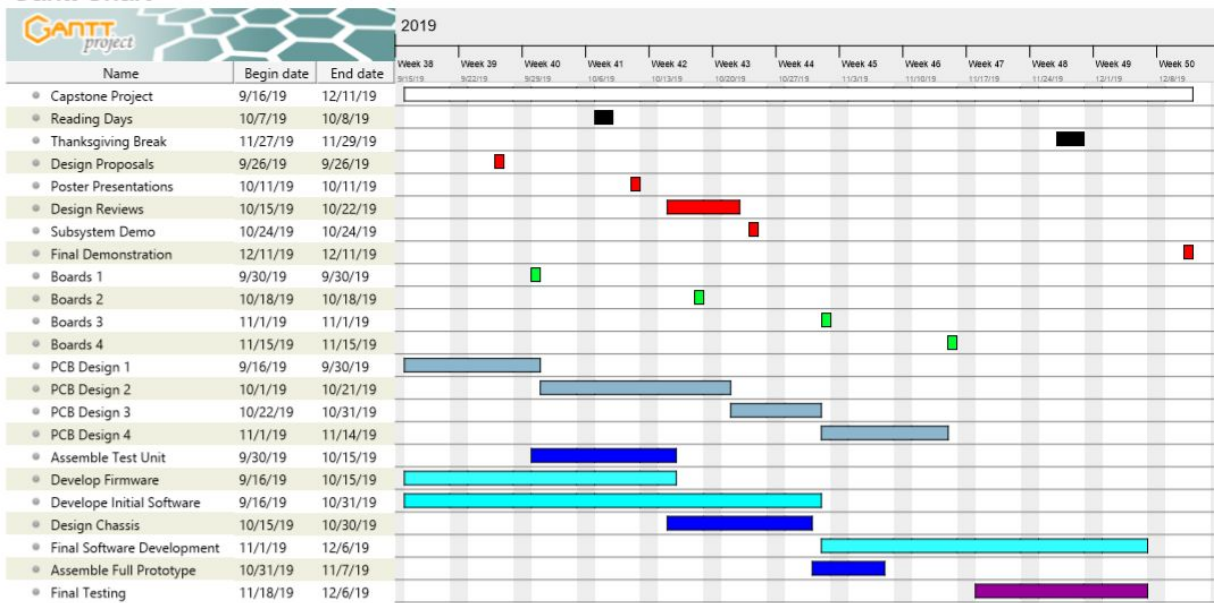 GANTT
project
2019
Name Begin date End date
Week 38 Week 39 Week 40 Week 41 Week 42 Week 43 Week 44 Week 45 Week 46 Week 47 Week 48 Week 49 Week 50
9/15/19 9/22/19 9/29/19 10/6/19 10/13/19 10/20/19 10/27/19 11/3/19 11/10/19 11/17/19 11/24/19 12/1/19 12/8/19
Capstone Project 9/16/19 12/11/19
Reading Days 10/7/19 10/8/19
Thanksgiving Break 11/27/19 11/29/19
Design Proposals 9/26/19 9/26/19
Poster Presentations 10/11/19 10/11/19
Design Reviews 10/15/19 10/22/19
Subsystem Demo 10/24/19 10/24/19
Final Demonstration 12/11/19 12/11/19
Boards 1 9/30/19 9/30/19
Boards 2 10/18/19 10/18/19
Boards 3 11/1/19 11/1/19
Boards 4 11/15/19 11/15/19
PCB Design 1 9/16/19 9/30/19
PCB Design 2 10/1/19 10/21/19
PCB Design 3 10/22/19 10/31/19
PCB Design 4 11/1/19 11/14/19
Assemble Test Unit 9/30/19 10/15/19
Develop Firmware 9/16/19 10/15/19
Develope Initial Software 9/16/19 10/31/19
Design Chassis 10/15/19 10/30/19
Final Software Development 11/1/19 12/6/19
Assemble Full Prototype 10/31/19 11/7/19
Final Testing 11/18/19 12/6/19